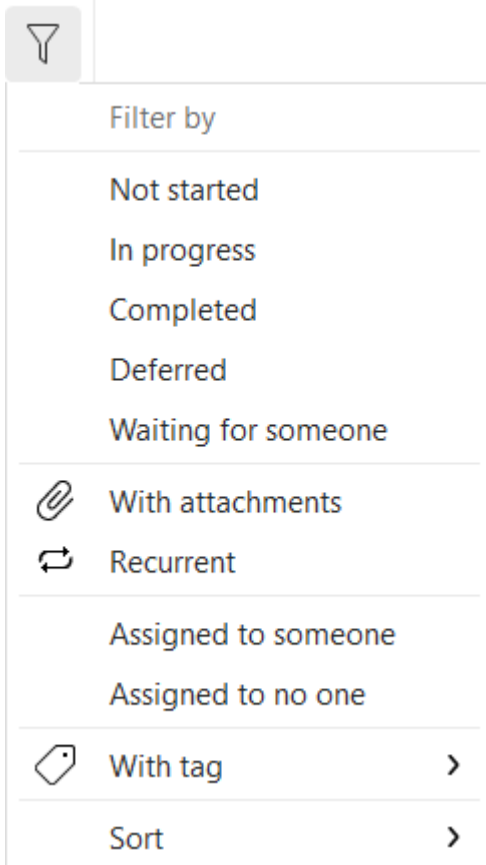 Filter by
Not started
In progress
Completed
Deferred
Waiting for someone
With attachments
Recurrent
Assigned to someone
Assigned to no one
With tag
Sort